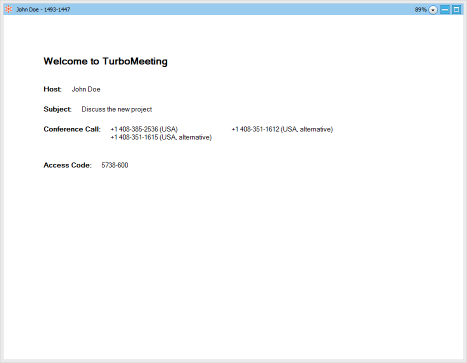 John Doe - 1493-1447 89%
Welcome to TurboMeeting
Host: John Doe
Subject: Discuss the new project
Conference Call: +1 408-385-2536 (USA) +1 408-351-1612 (USA, alternative)
+1 408-351-1615 (USA, alternative)
Access Code: 5738-600